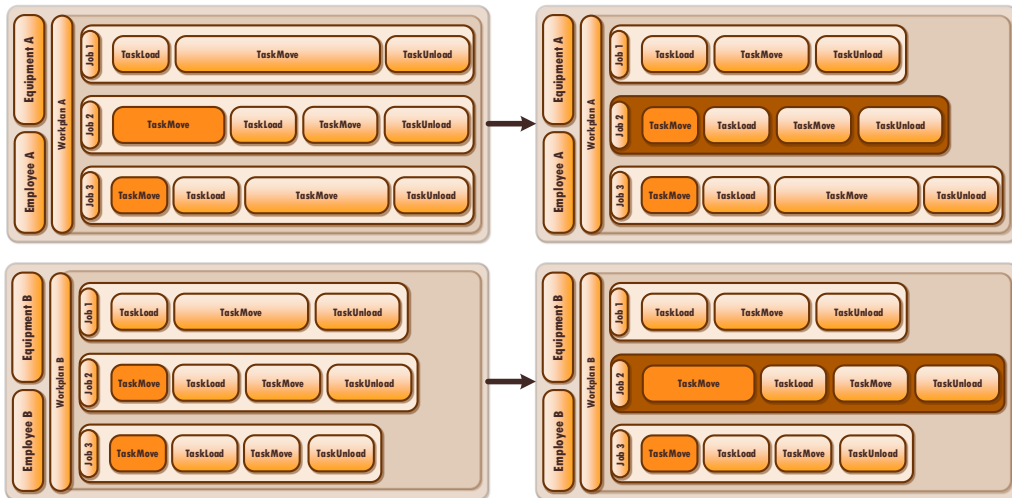 Equipment A
Employee A
Workplan A
Job 1
TaskLoad
TaskMove
TaskUnload
Job 2
TaskMove
TaskLoad
TaskMove
TaskUnload
Job 3
TaskMove
TaskLoad
TaskMove
TaskUnload
Equipment A
Employee A
Workplan A
Job 1
TaskLoad
TaskMove
TaskUnload
Job 2
TaskMove
TaskLoad
TaskMove
TaskUnload
Job 3
TaskMove
TaskLoad
TaskMove
TaskUnload
Equipment B
Employee B
Workplan B
Job 1
TaskLoad
TaskMove
TaskUnload
Job 2
TaskMove
TaskLoad
TaskMove
TaskUnload
Job 3
TaskMove
TaskLoad
TaskMove
TaskUnload
Equipment B
Employee B
Workplan B
Job 1
TaskLoad
TaskMove
TaskUnload
Job 2
TaskMove
TaskLoad
TaskMove
TaskUnload
Job 3
TaskMove
TaskLoad
TaskMove
TaskUnload